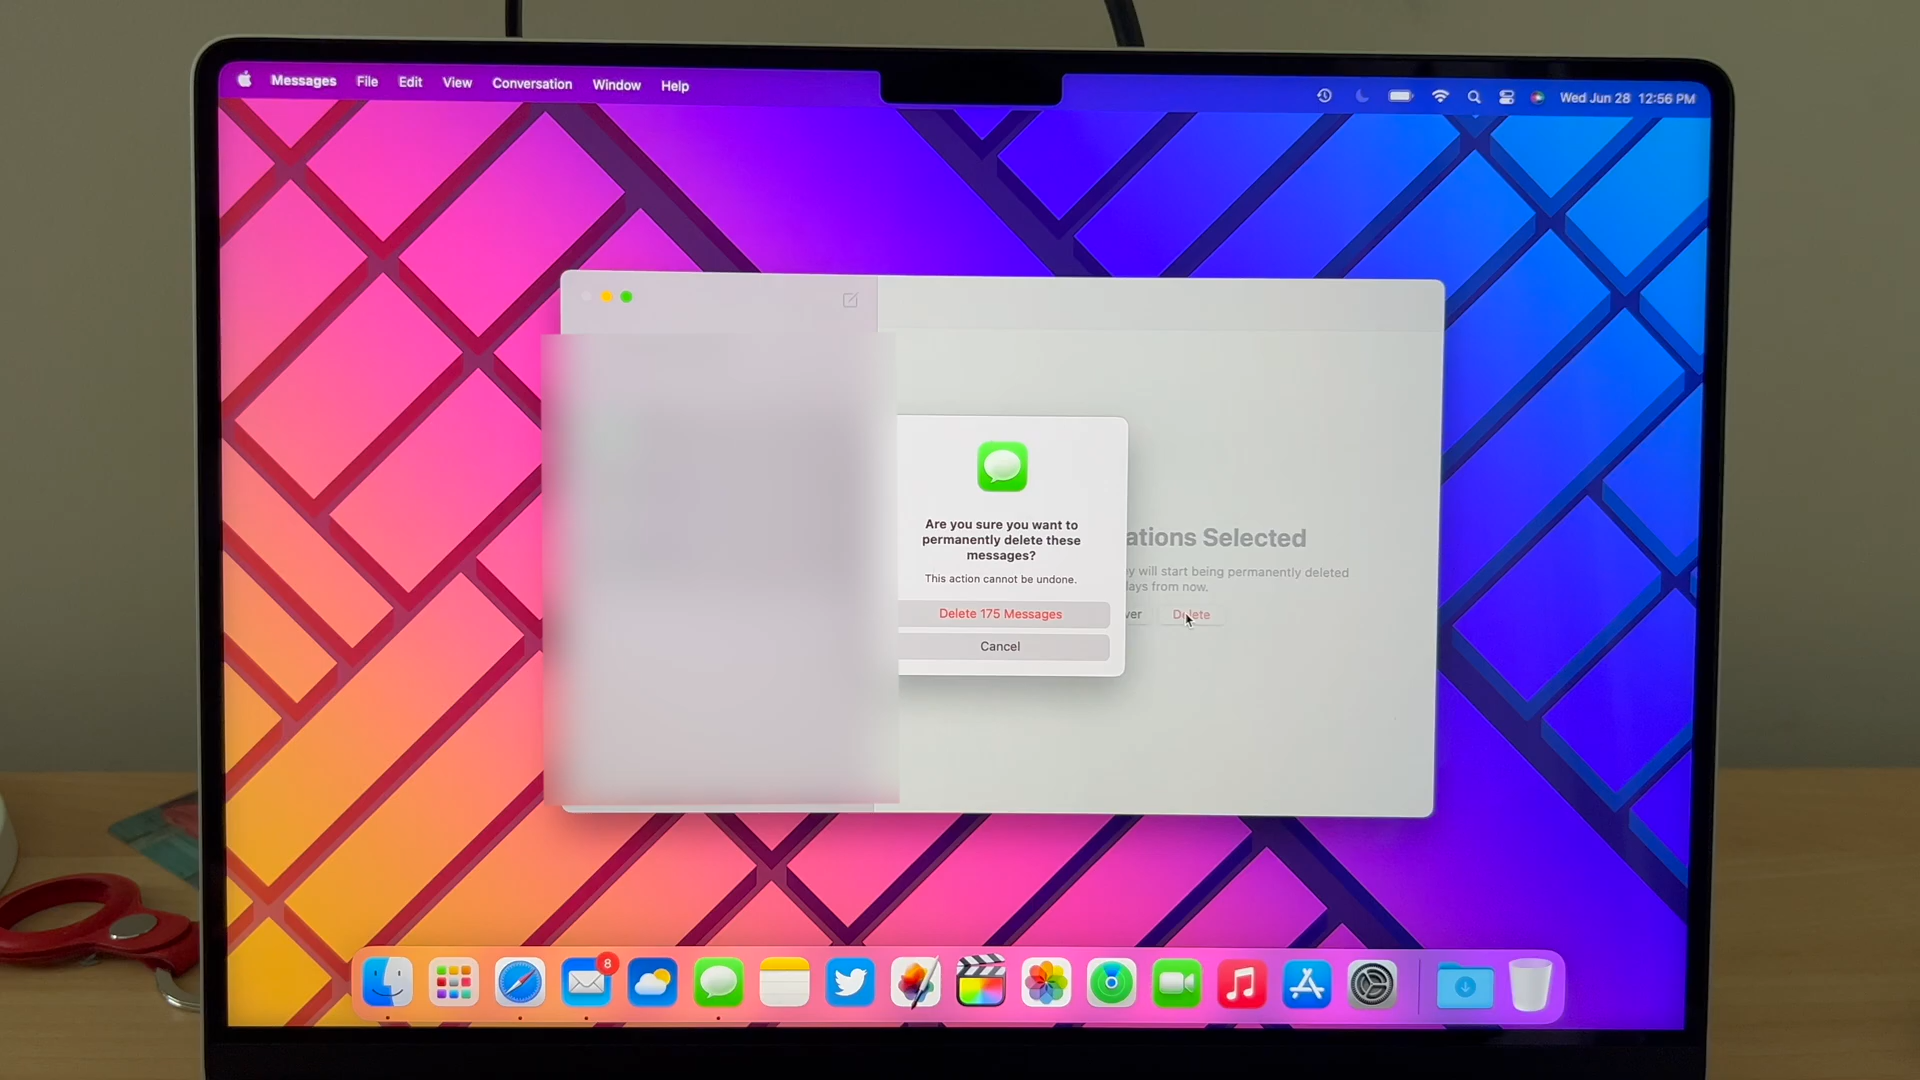 Messages File Edit View Conversation Window Help
Wed Jun 28 12:56 PM
Are you sure you want to
permanently delete these
messages?
This action cannot be undone.
Delete 175 Messages
Cancel
ations Selected
y will start being permanently deleted
days from now.
ver Delete
8